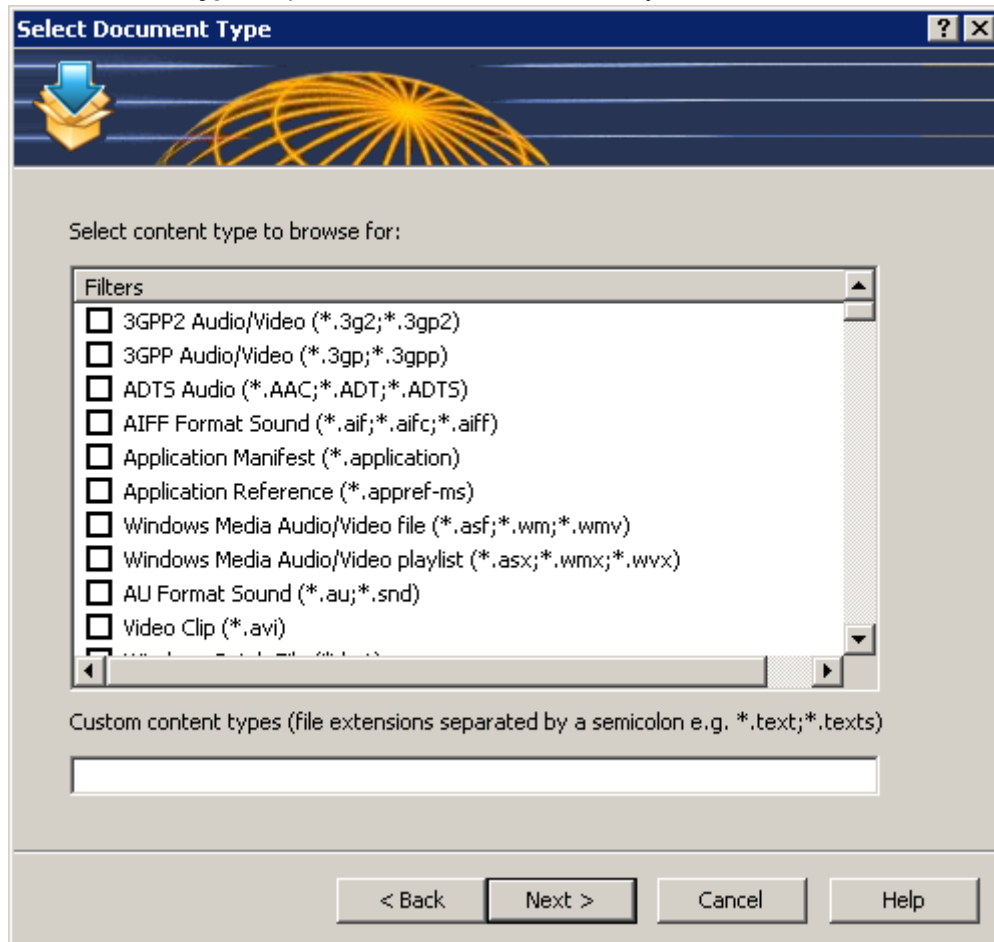 Select Document Type
Select content type to browse for:
Filters
3GPP2 Audio/Video (*.3g2;*.3gp2)
3GPP Audio/Video (*.3gp;*.3gpp)
ADTS Audio (*.AAC;*.ADT;*.ADTS)
AIFF Format Sound (*.aif;*.aifc;*.aiff)
Application Manifest (*.application)
Application Reference (*.appref-ms)
Windows Media Audio/Video file (*.asf;*.wm;*.wmv)
Windows Media Audio/Video playlist (*.asx;*.wmx;*.wvx)
AU Format Sound (*.au;*.snd)
Video Clip (*.avi)
Custom content types (file extensions separated by a semicolon e.g. *.text;*.texts)
< Back Next > Cancel Help